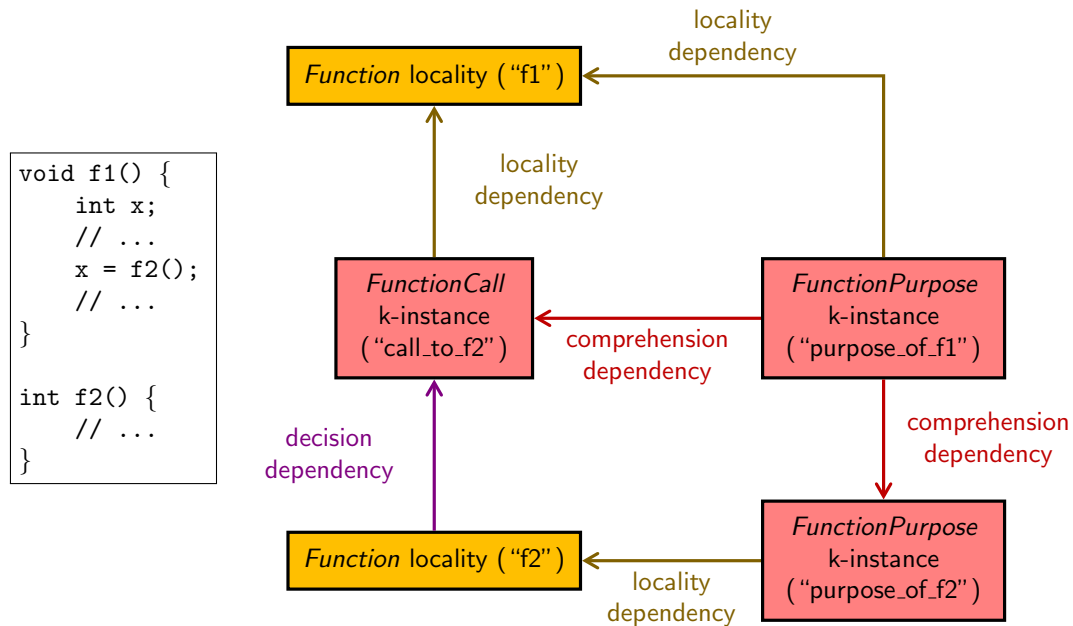 void f1() {
    int x;
    // ...
    x = f2();
    // ...
}

int f2() {
    // ...
}
locality
dependency
Function locality (“f1”)
locality
dependency
FunctionCall
k-instance
(“call_to_f2”)
FunctionPurpose
k-instance
(“purpose_of_f1”)
comprehension
dependency
decision
dependency
comprehension
dependency
Function locality (“f2”)
FunctionPurpose
k-instance
(“purpose_of_f2”)
locality
dependency